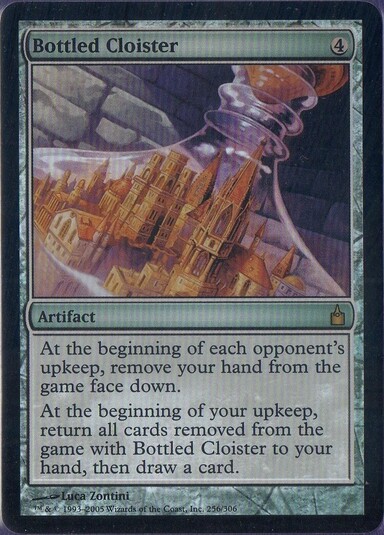 Bottled Cloister 4
Artifact
At the beginning of each opponent's
upkeep, remove your hand from the
game face down.
At the beginning of your upkeep,
return all cards removed from the
game with Bottled Cloister to your
hand, then draw a card.
Luca Zontini
™ & © 1993–2005 Wizards of the Coast, Inc. 256/306